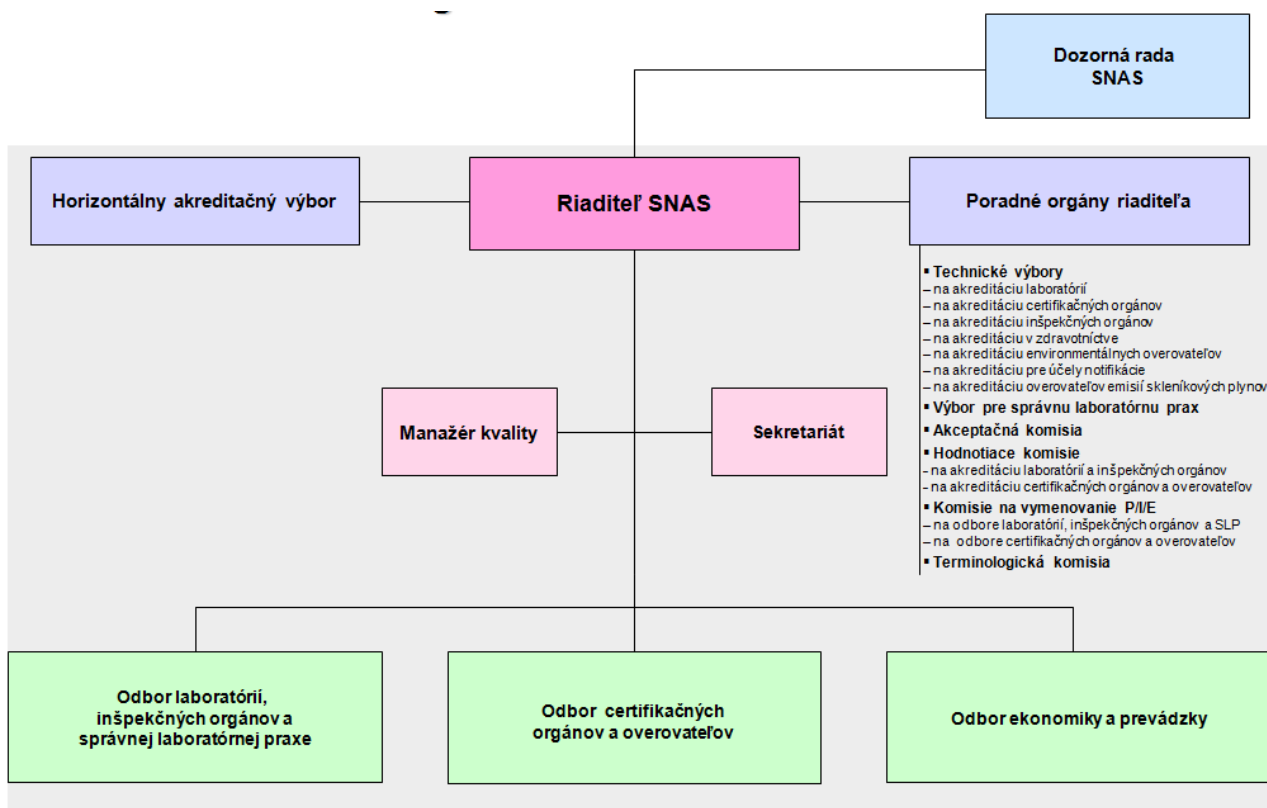 Dozorná rada
SNAS
Horizontálny akreditačný výbor
Riaditeľ SNAS
Poradné orgány riaditeľa
▪ Technické výbory
– na akreditáciu laboratórií
– na akreditáciu certifikačných orgánov
– na akreditáciu inšpekčných orgánov
– na akreditáciu v zdravotníctve
– na akreditáciu environmentálnych overovateľov
– na akreditáciu pre účely notifikácie
– na akreditáciu overovateľov emisií skleníkových plynov
▪ Výbor pre správnu laboratórnu prax
▪ Akceptačná komisia
▪ Hodnotiace komisie
- na akreditáciu laboratórií a inšpekčných orgánov
- na akreditáciu certifikačných orgánov a overovateľov
▪ Komisie na vymenovanie P/I/E
– na odbore laboratórií, inšpekčných orgánov a SLP
– na odbore certifikačných orgánov a overovateľov
▪ Terminologická komisia
Manažér kvality
Sekretariát
Odbor laboratórií,
inšpekčných orgánov a
správnej laboratórnej praxe
Odbor certifikačných
orgánov a overovateľov
Odbor ekonomiky a prevádzky